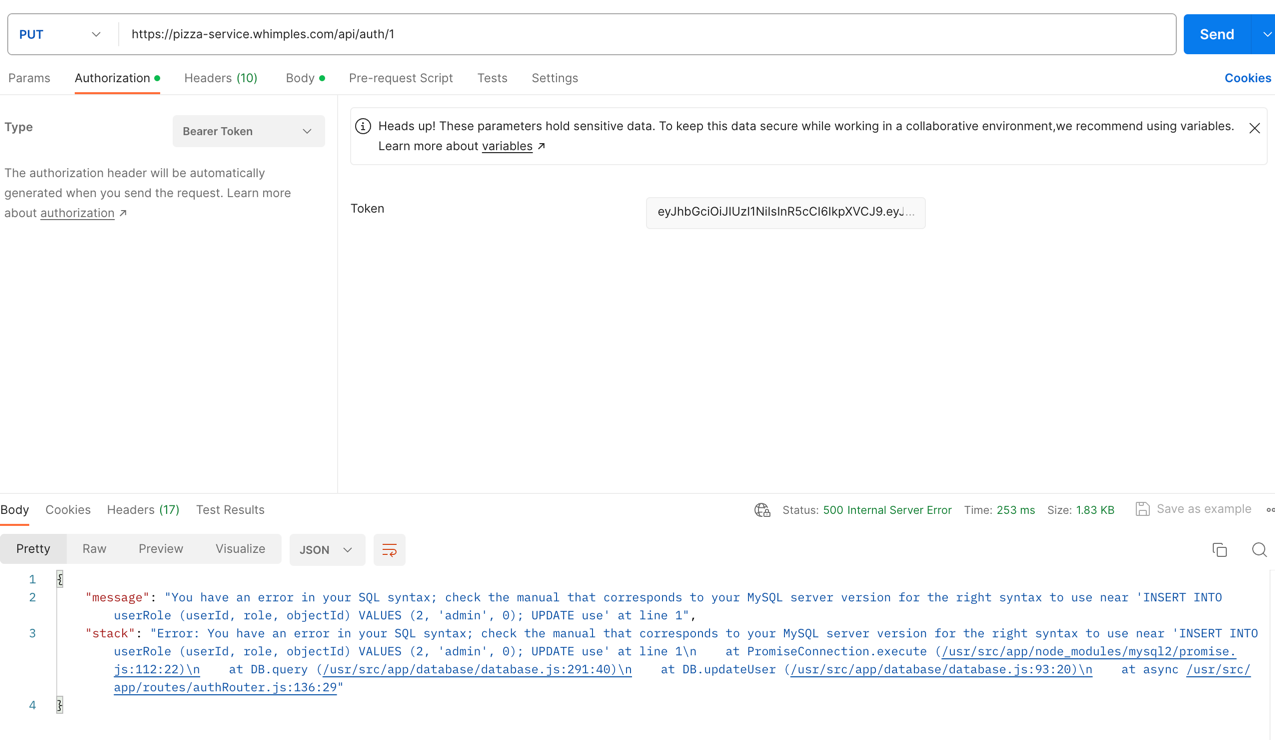 PUT https://pizza-service.whimples.com/api/auth/1 Send
Params Authorization Headers (10) Body Pre-request Script Tests Settings Cookies
Type Bearer Token
The authorization header will be automatically
generated when you send the request. Learn more
about authorization ↗
Heads up! These parameters hold sensitive data. To keep this data secure while working in a collaborative environment,we recommend using variables.
Learn more about variables ↗
Token eyJhbGciOiJIUzI1NiIsInR5cCI6IkpXVCJ9.eyJ...
Body Cookies Headers (17) Test Results Status: 500 Internal Server Error Time: 253 ms Size: 1.83 KB Save as example
Pretty Raw Preview Visualize JSON
1 {
2 "message": "You have an error in your SQL syntax; check the manual that corresponds to your MySQL server version for the right syntax to use near 'INSERT INTO
userRole (userId, role, objectId) VALUES (2, 'admin', 0); UPDATE use' at line 1",
3 "stack": "Error: You have an error in your SQL syntax; check the manual that corresponds to your MySQL server version for the right syntax to use near 'INSERT INTO
userRole (userId, role, objectId) VALUES (2, 'admin', 0); UPDATE use' at line 1\n    at PromiseConnection.execute (/usr/src/app/node_modules/mysql2/promise.
js:112:22)\n    at DB.query (/usr/src/app/database/database.js:291:40)\n    at DB.updateUser (/usr/src/app/database/database.js:93:20)\n    at async /usr/src/
app/routes/authRouter.js:136:29"
4 }